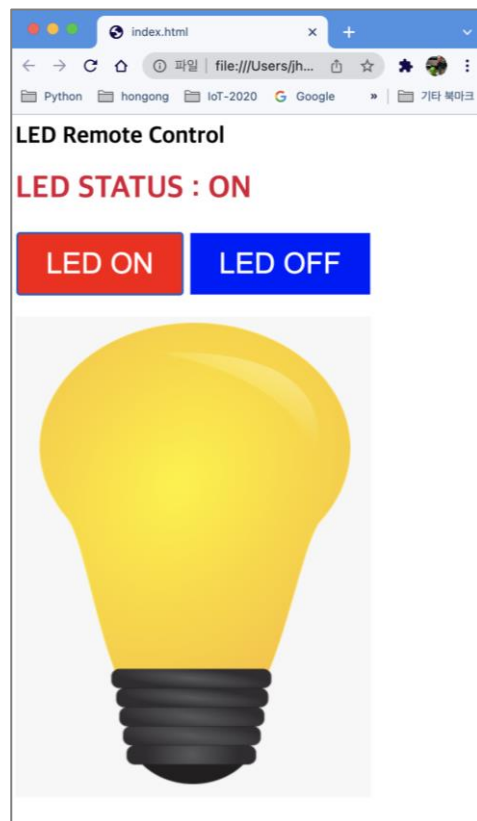 index.html
파일 file:///Users/jh...
Python hongong IoT-2020 Google » 기타 북마크
LED Remote Control
LED STATUS : ON
LED ON LED OFF